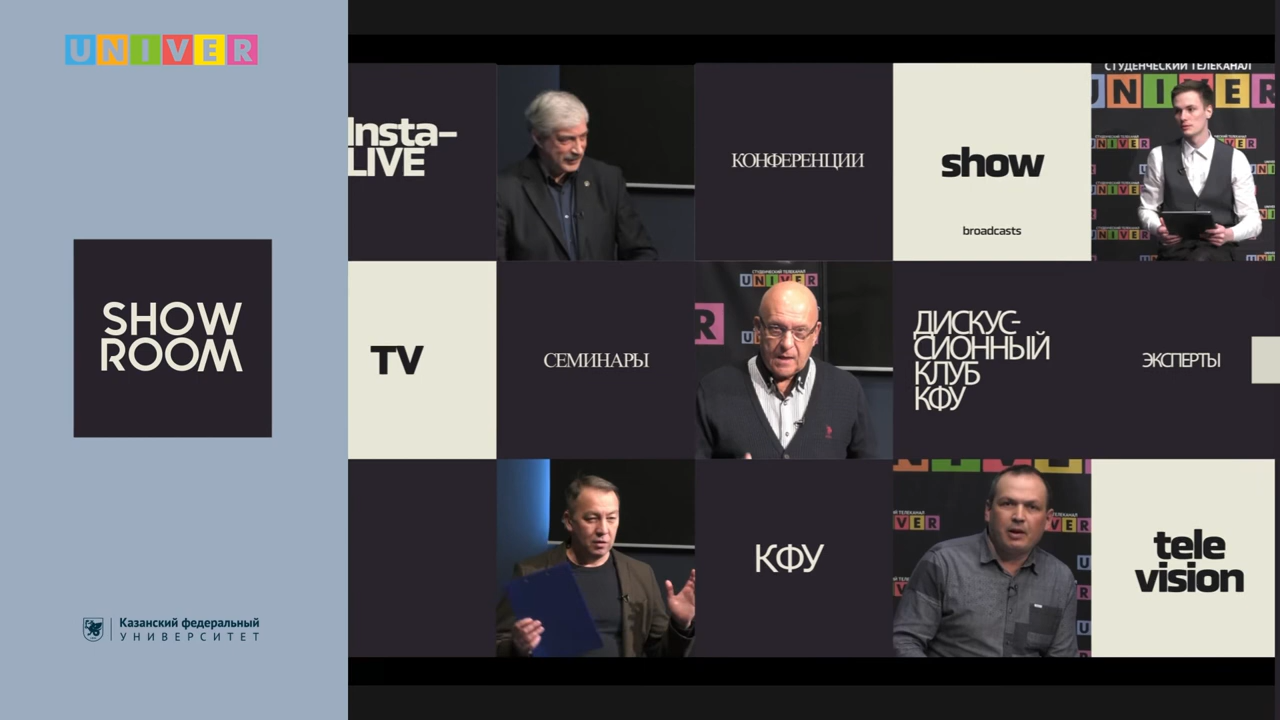 UNIVER
SHOW
ROOM
Казанский федеральный
УНИВЕРСИТЕТ
Insta-
LIVE
КОНФЕРЕНЦИИ
show
broadcasts
СТУДЕНЧЕСКИЙ ТЕЛЕКАНАЛ
UNIVER
TV
СЕМИНАРЫ
СТУДЕНЧЕСКИЙ ТЕЛЕКАНАЛ
UNIVER
R
ДИСКУС-
СИОННЫЙ
КЛУБ
КФУ
ЭКСПЕРТЫ
КФУ
UNIVER
tele
vision